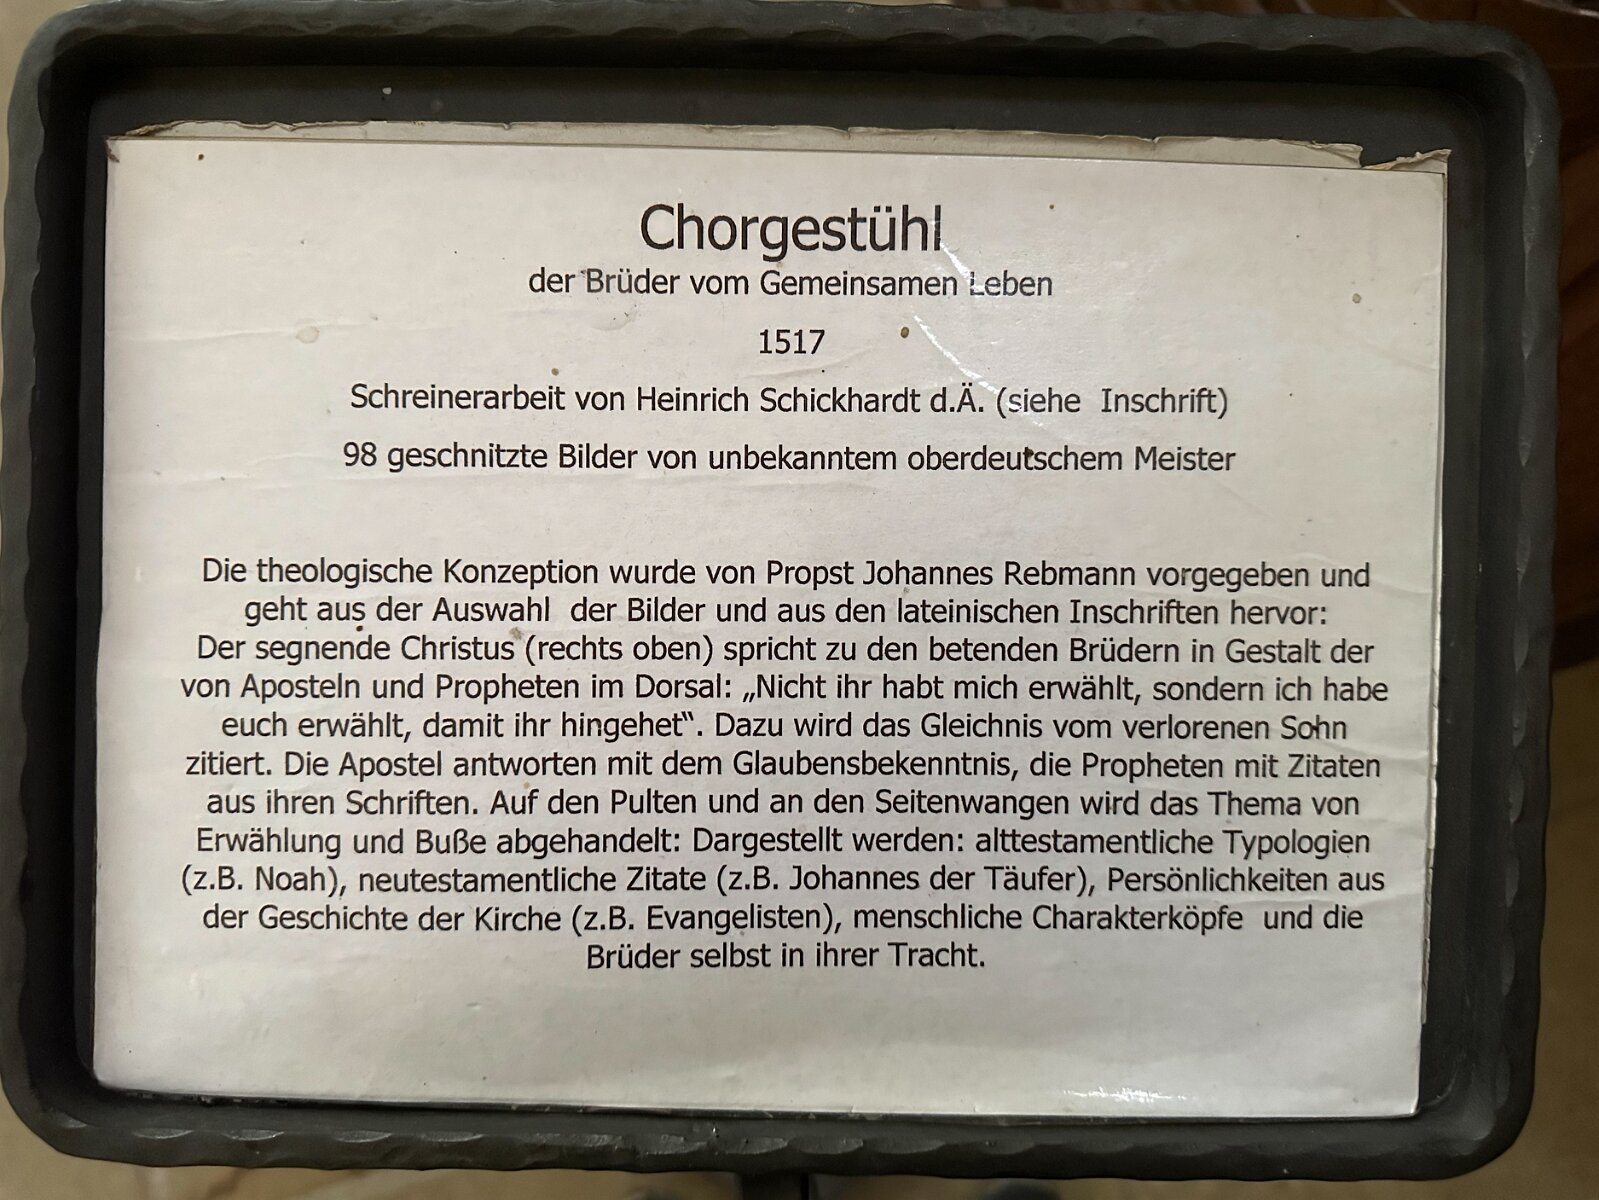 Chorgestühl
der Brüder vom Gemeinsamen Leben
1517
Schreinerarbeit von Heinrich Schickhardt d.Ä. (siehe Inschrift)
98 geschnitzte Bilder von unbekanntem oberdeutschem Meister
Die theologische Konzeption wurde von Propst Johannes Rebmann vorgegeben und
geht aus der Auswahl der Bilder und aus den lateinischen Inschriften hervor:
Der segnende Christus (rechts oben) spricht zu den betenden Brüdern in Gestalt der
von Aposteln und Propheten im Dorsal: „Nicht ihr habt mich erwählt, sondern ich habe
euch erwählt, damit ihr hingehet“. Dazu wird das Gleichnis vom verlorenen Sohn
zitiert. Die Apostel antworten mit dem Glaubensbekenntnis, die Propheten mit Zitaten
aus ihren Schriften. Auf den Pulten und an den Seitenwangen wird das Thema von
Erwählung und Buße abgehandelt: Dargestellt werden: alttestamentliche Typologien
(z.B. Noah), neutestamentliche Zitate (z.B. Johannes der Täufer), Persönlichkeiten aus
der Geschichte der Kirche (z.B. Evangelisten), menschliche Charakterköpfe und die
Brüder selbst in ihrer Tracht.